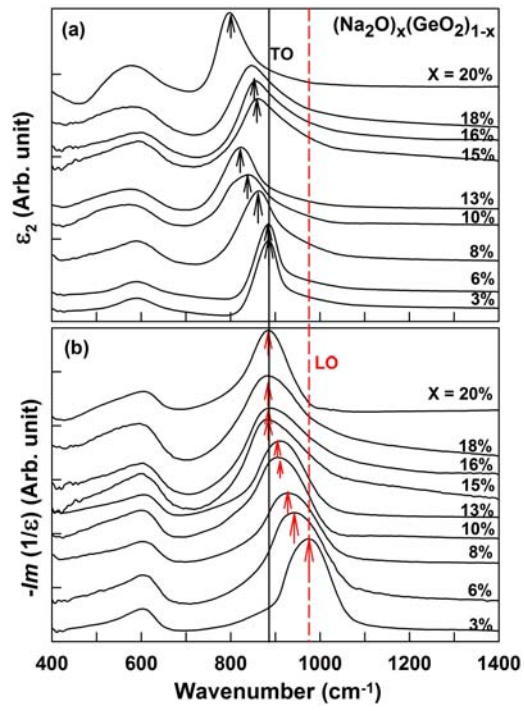 (a)
(Na₂O)ₓ(GeO₂)₁₋ₓ
TO
X = 20%
18%
16%
15%
13%
10%
8%
6%
3%
ε₂ (Arb. unit)
(b)
LO
X = 20%
18%
16%
15%
13%
10%
8%
6%
3%
-Im (1/ε) (Arb. unit)
400 600 800 1000 1200 1400
Wavenumber (cm⁻¹)